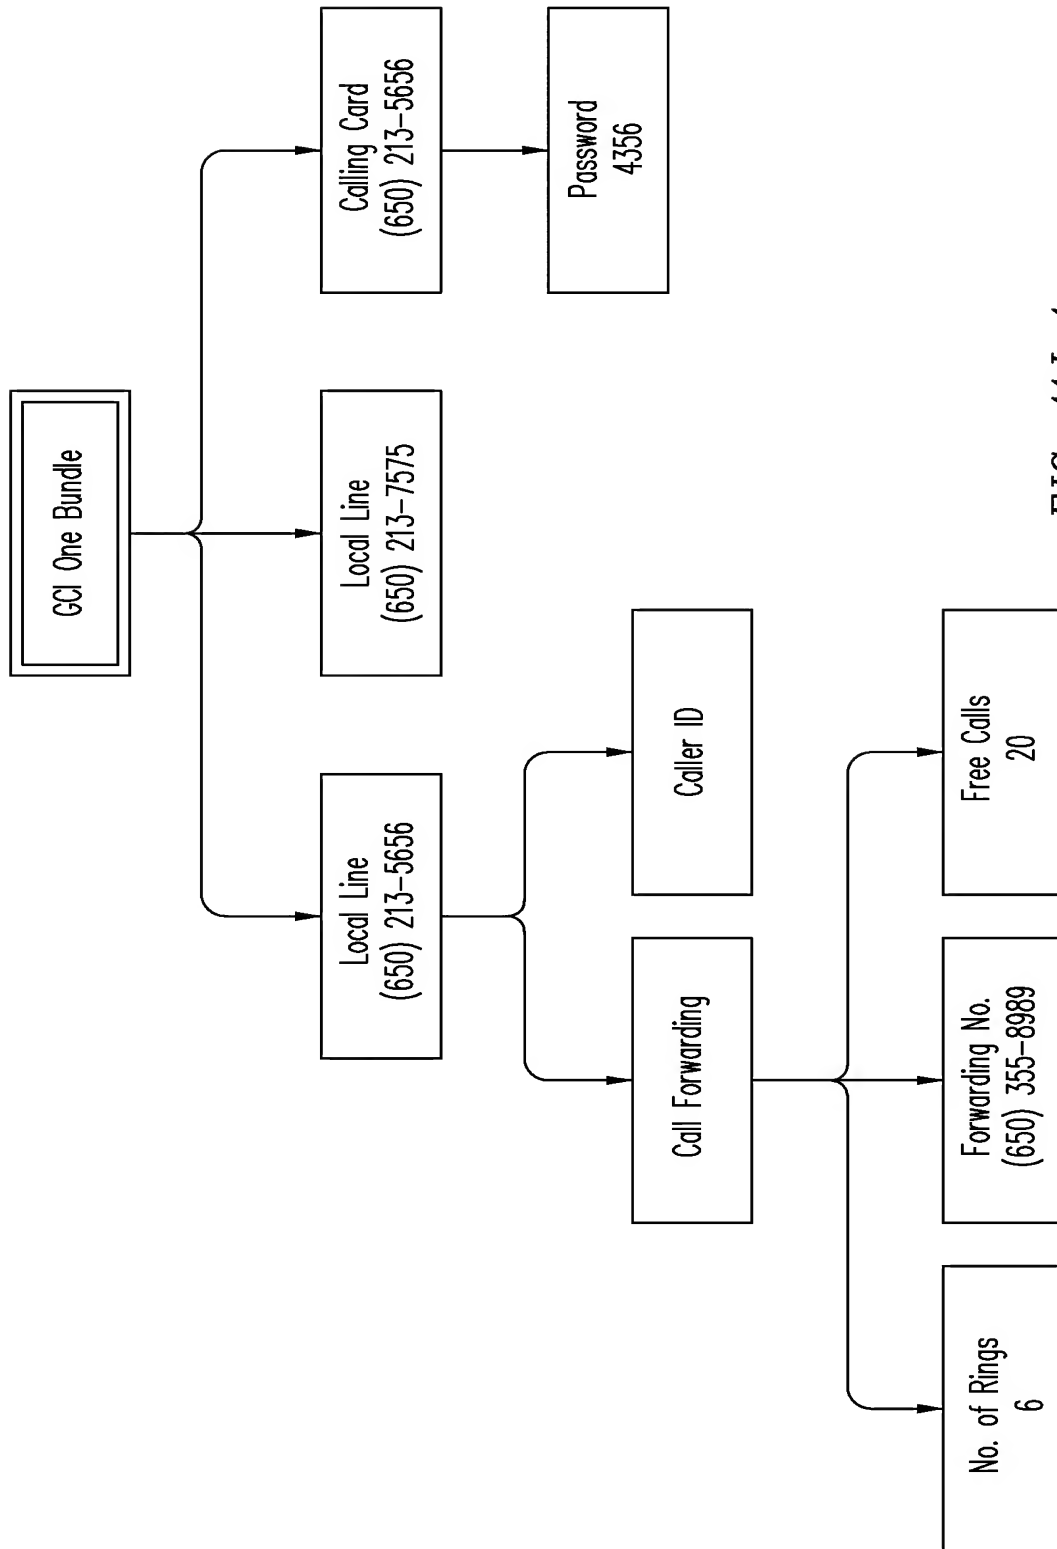 GCI One Bundle
Local Line
(650) 213-5656
Local Line
(650) 213-7575
Calling Card
(650) 213-5656
Password
4356
Call Forwarding
Caller ID
No. of Rings
6
Forwarding No.
(650) 355-8989
Free Calls
20